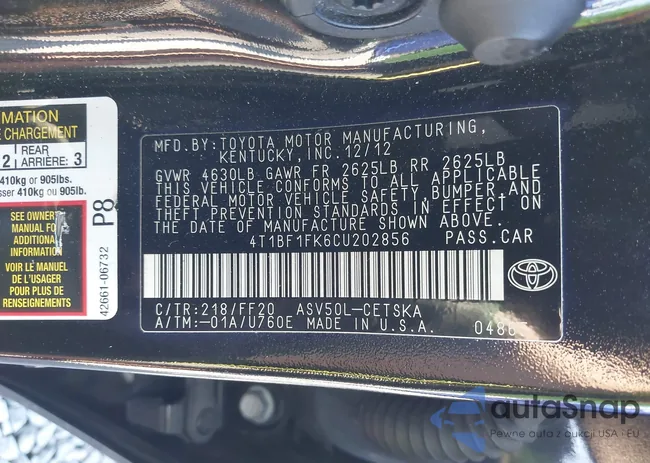 MATION
E CHARGEMENT
2 REAR ARRIÈRE: 3
410kg or 905lbs.
sser 410kg ou 905lb.
SEE OWNER'S
MANUAL FOR
ADDITIONAL
INFORMATION
VOIR LE MANUEL
DE L'USAGER
POUR PLUS DE
RENSEIGNEMENTS
P8
42661-06732
MFD.BY:TOYOTA MOTOR MANUFACTURING,
KENTUCKY, INC. 12/12
GVWR 4630LB GAWR FR 2625LB RR 2625LB
THIS VEHICLE CONFORMS TO ALL APPLICABLE
FEDERAL MOTOR VEHICLE SAFETY, BUMPER, AND
THEFT PREVENTION STANDARDS IN EFFECT ON
THE DATE OF MANUFACTURE SHOWN ABOVE.
4T1BF1FK6CU202856 PASS.CAR
C/TR:218/FF20 ASV50L-CETSKA
A/TM:-01A/U760E MADE IN U.S.A.
autoSnap
Pewne auta z USA i EU